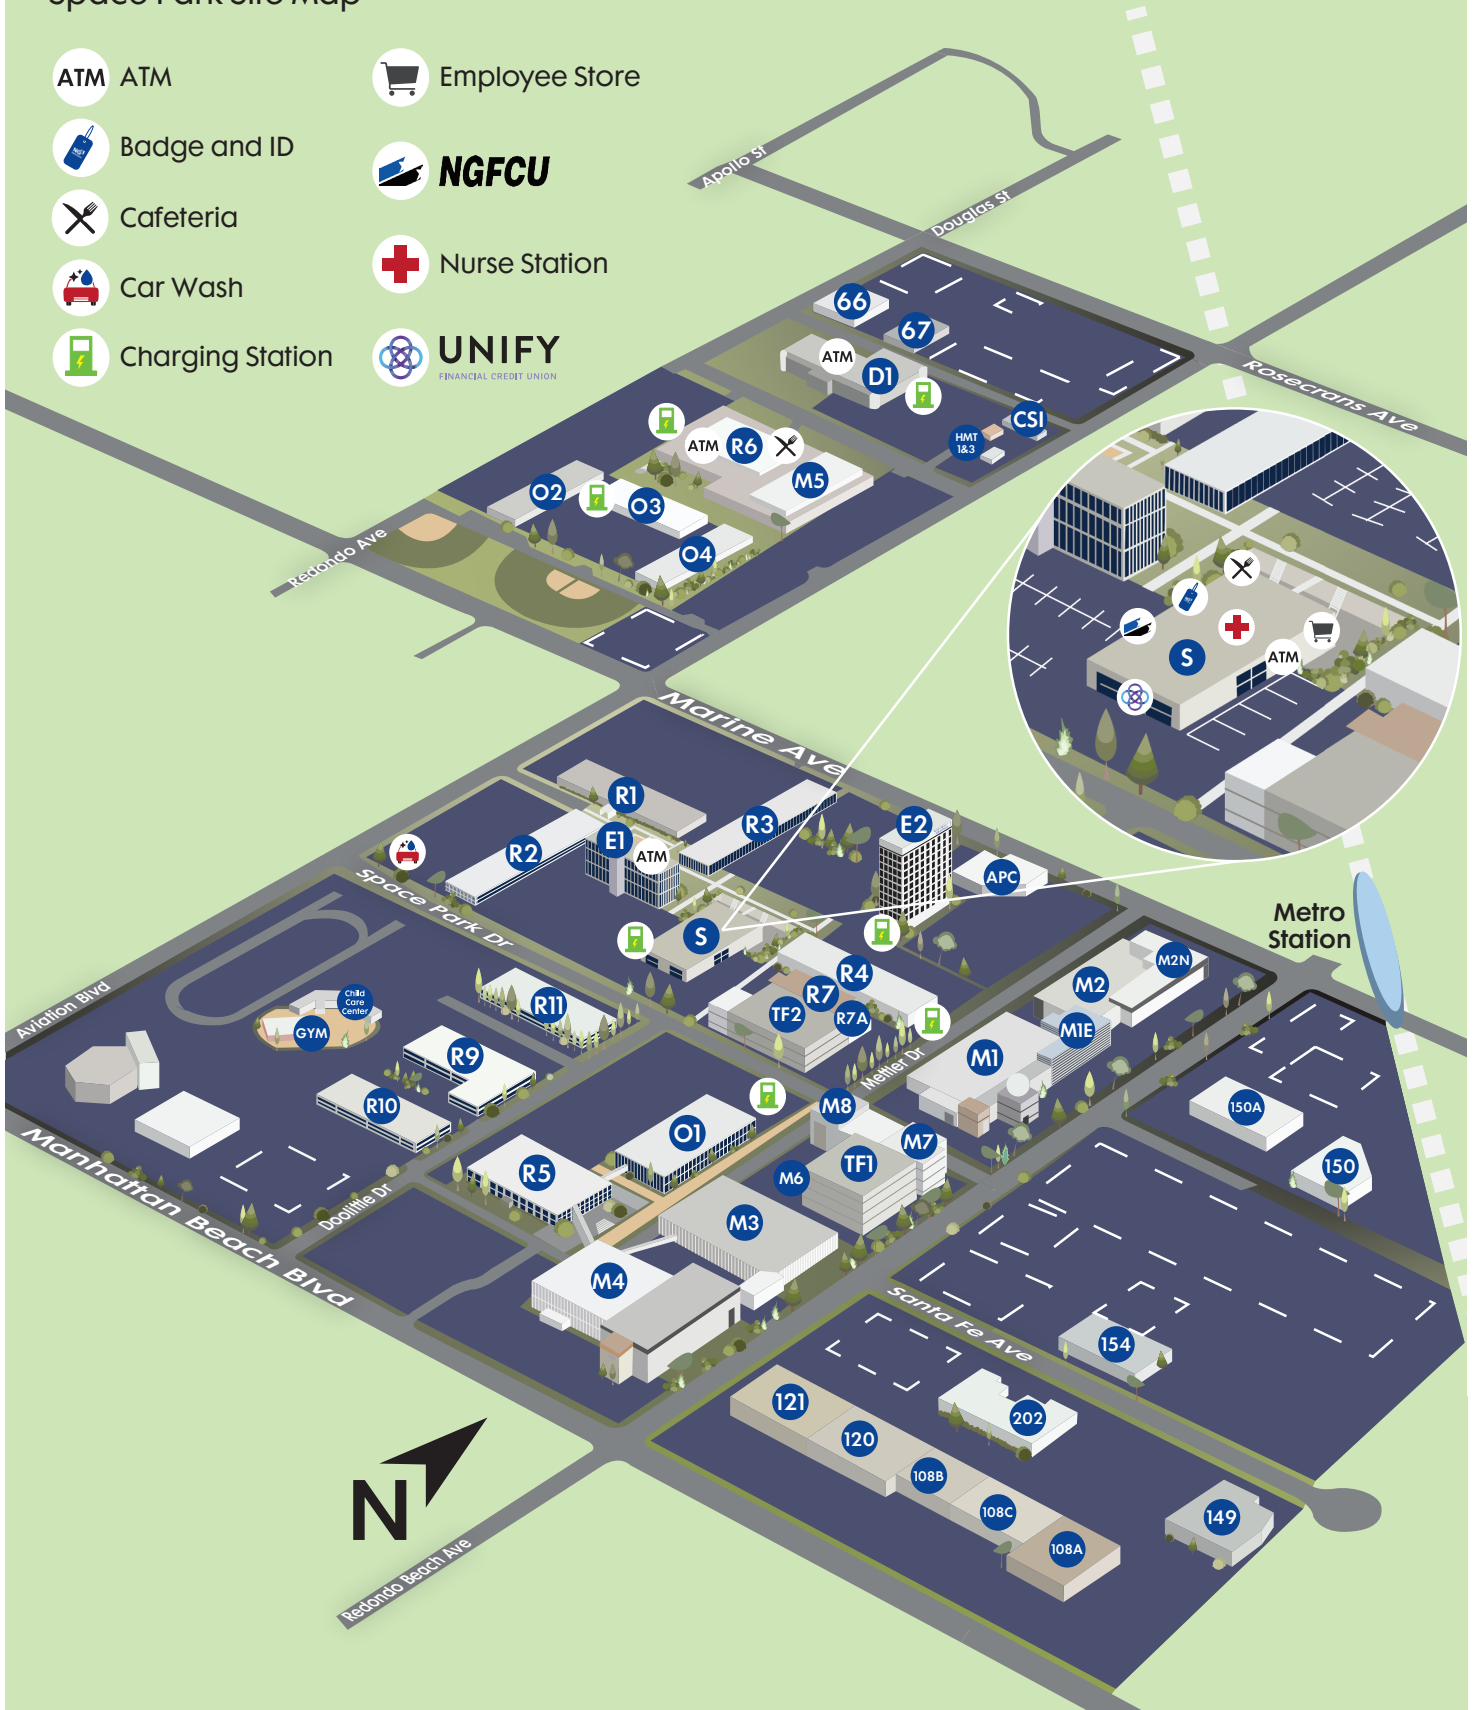 Space Park Site Map
ATM ATM
Badge and ID
Cafeteria
Car Wash
Charging Station
Employee Store
NGFCU
Nurse Station
UNIFY
FINANCIAL CREDIT UNION
Apollo St
Douglas St
Rosecrans Ave
66
67
ATM
D1
CSI
HMT
1&3
ATM
R6
M5
O2
O3
O4
Redondo Ave
Marine Ave
S
ATM
R1
R3
E2
R2
E1
ATM
APC
Space Park Dr
S
Metro
Station
R4
R7
R7A
TF2
M2
M2N
M1E
M1
R11
Child
Care
Center
GYM
Aviation Blvd
R9
R10
Mettler Dr
M8
O1
M7
TF1
M6
R5
M3
M4
150A
150
Doolittle Dr
Manhattan Beach Blvd
Santa Fe Ave
154
121
120
202
108B
108C
108A
149
N
Redondo Beach Ave